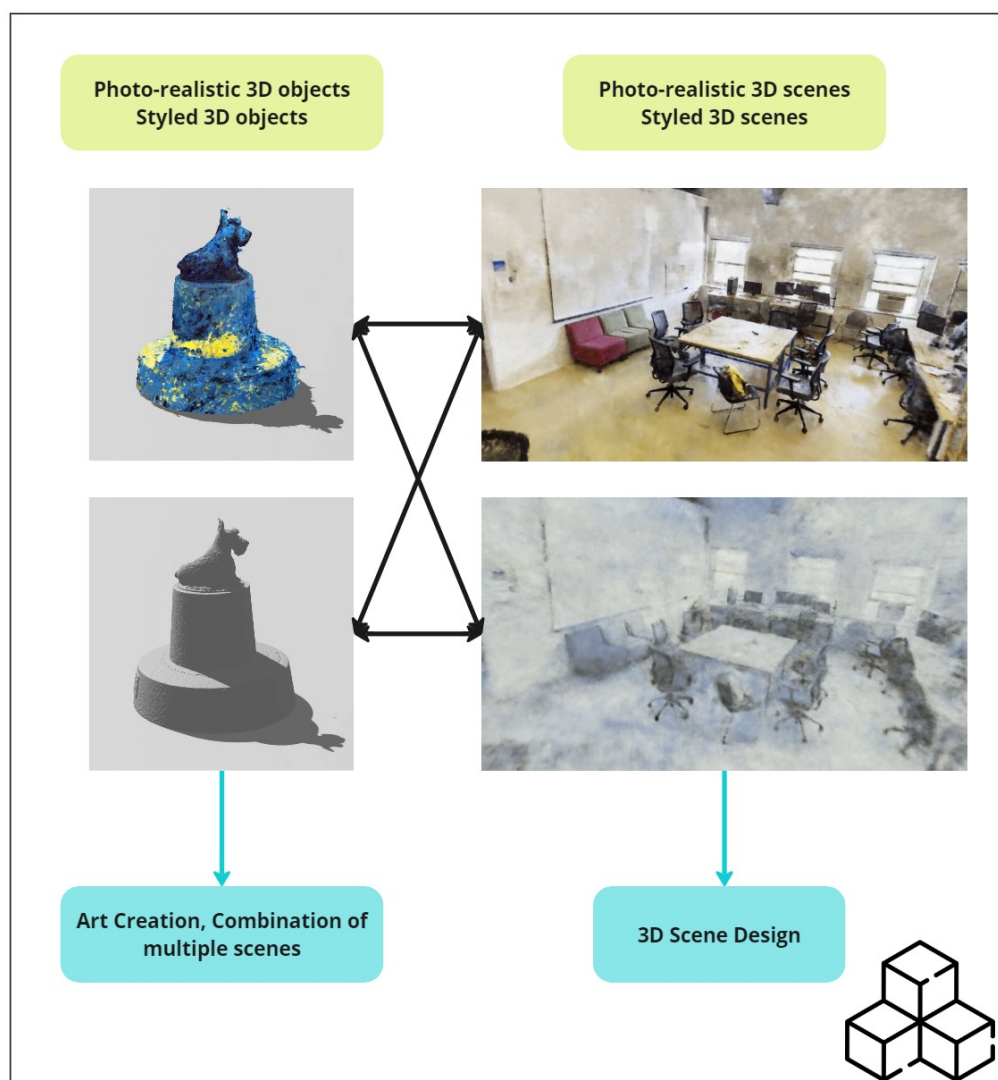 Photo-realistic 3D objects
Styled 3D objects
Photo-realistic 3D scenes
Styled 3D scenes
Art Creation, Combination of
multiple scenes
3D Scene Design